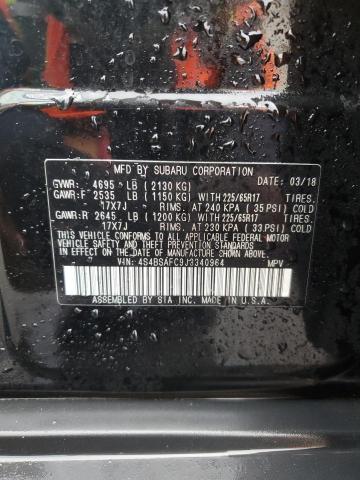 MFD BY SUBARU CORPORATION DATE: 03/18
GVWR: 4695 LB (2130 KG)
GAWR:F 2535 LB (1150 KG) WITH 225/65R17 TIRES.
17X7J RIMS. AT 240 KPA (35 PSI) COLD
GAWR:R 2645 LB (1200 KG) WITH 225/65R17 TIRES.
17X7J RIMS. AT 230 KPA (33 PSI) COLD
THIS VEHICLE CONFORMS TO ALL APPLICABLE FEDERAL MOTOR
VEHICLE SAFETY STANDARDS IN EFFECT ON THE DATE OF
MANUFACTURE SHOWN ABOVE.
VIN: 4S4BSAFC9J3340964 MPV
ASSEMBLED BY SIA INC. MADE IN U.S.A.